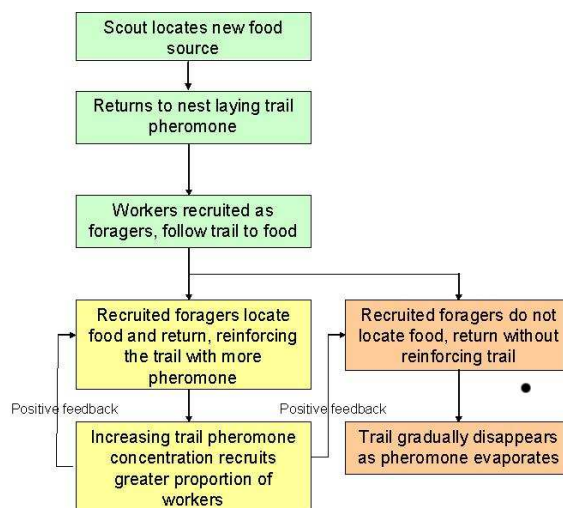 Scout locates new food
source
Returns to nest laying trail
pheromone
Workers recruited as
foragers, follow trail to food
Recruited foragers locate
food and return, reinforcing
the trail with more
pheromone
Recruited foragers do not
locate food, return without
reinforcing trail
Positive feedback
Positive feedback
Increasing trail pheromone
concentration recruits
greater proportion of
workers
Trail gradually disappears
as pheromone evaporates